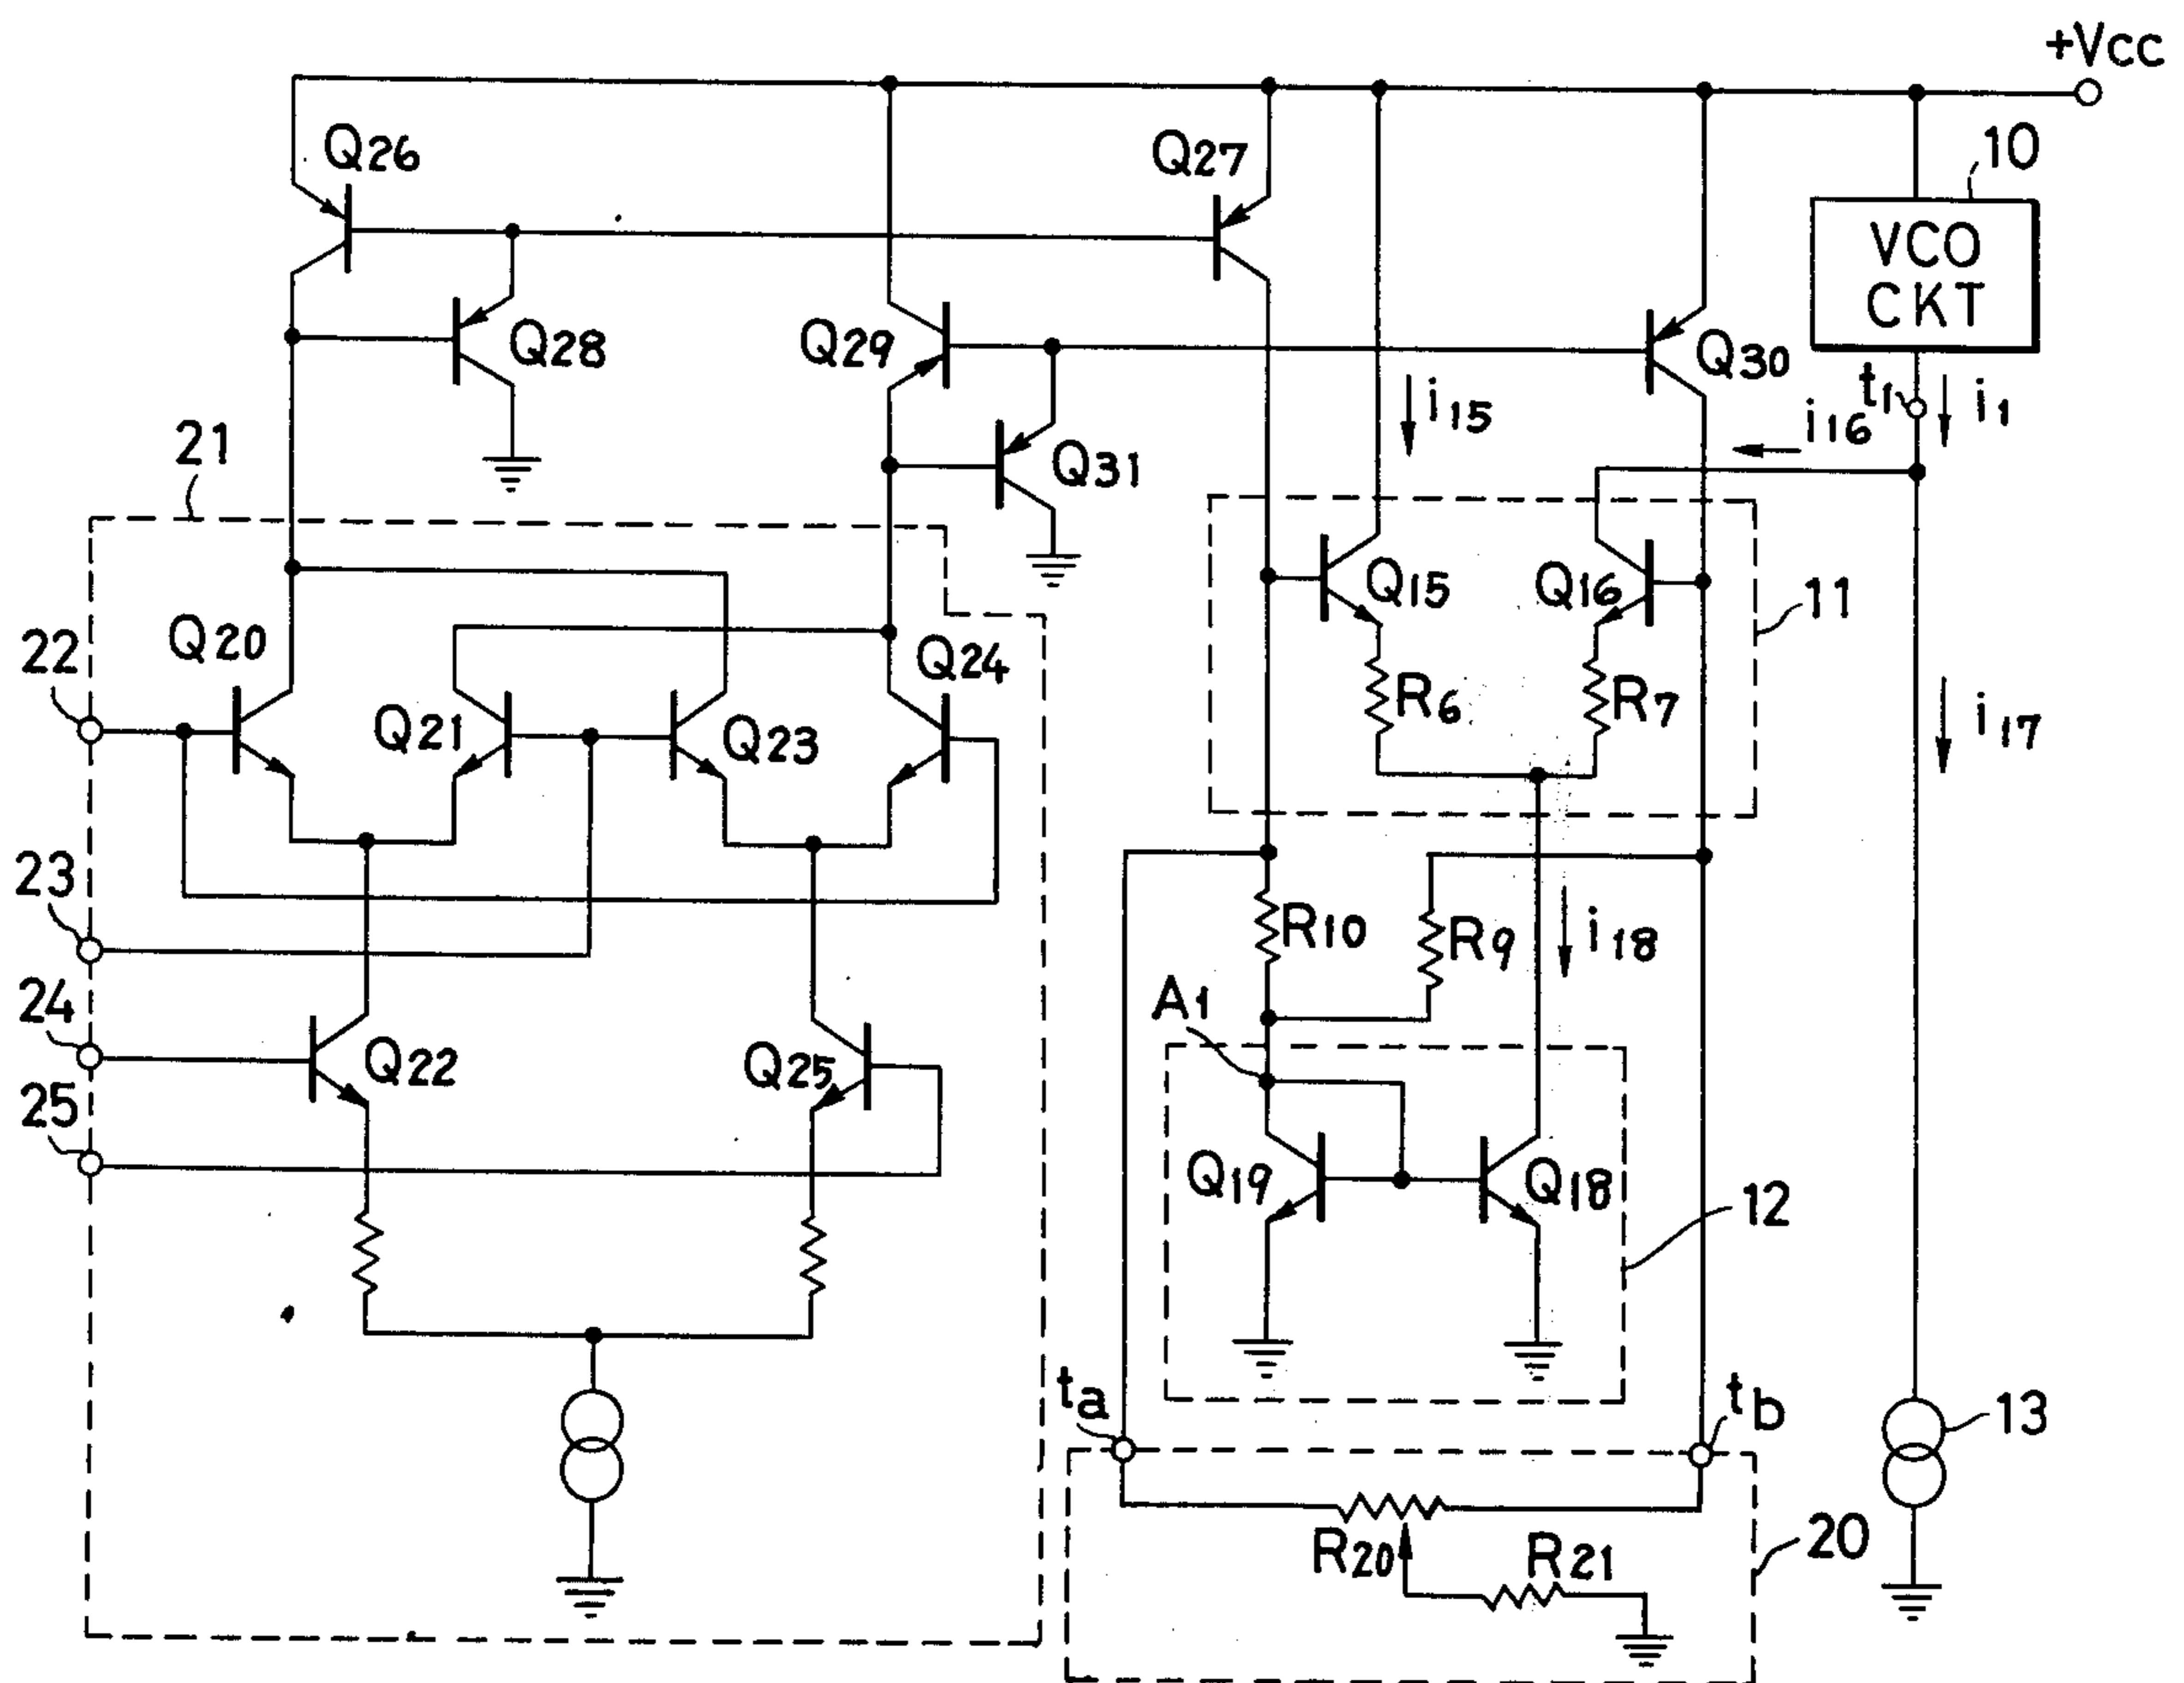 +Vcc
Q26
Q27
10
VCO
CKT
Q28
Q29
Q30
t1
i1
i15
i16
21
Q31
Q15
Q16
11
22
Q20
Q24
Q21
Q23
R6
R7
i17
23
R10
R9
i18
24
A1
Q22
Q25
25
Q19
Q18
12
ta
tb
13
R20
R21
20